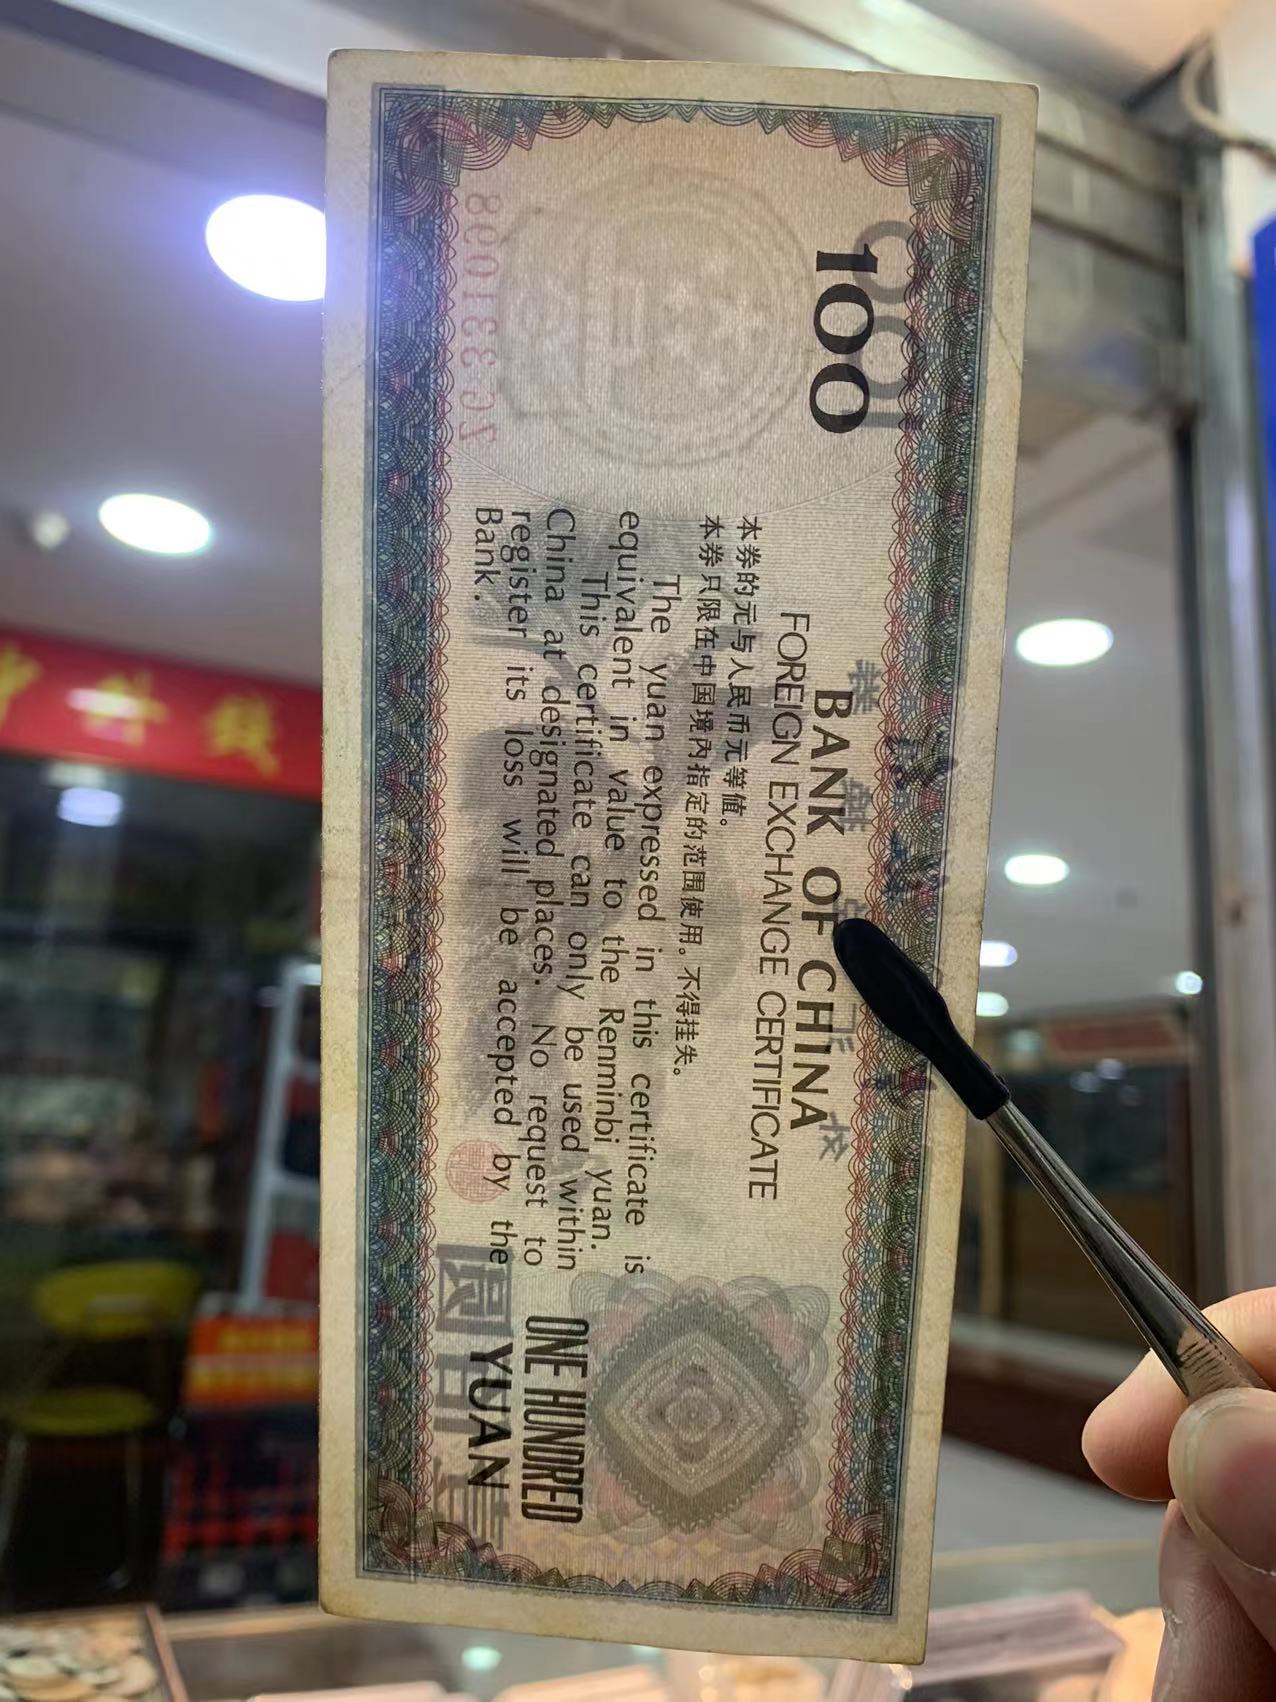 100
BANK OF CHINA
FOREIGN EXCHANGE CERTIFICATE
本券的元与人民币元等值。
本券只限在中国境内指定的范围使用。不得挂失。
The yuan expressed in this certificate is
equivalent in value to the Renminbi yuan.
This certificate can only be used within
China at designated places. No request to
register its loss will be accepted by the
Bank.
ONE HUNDRED
YUAN